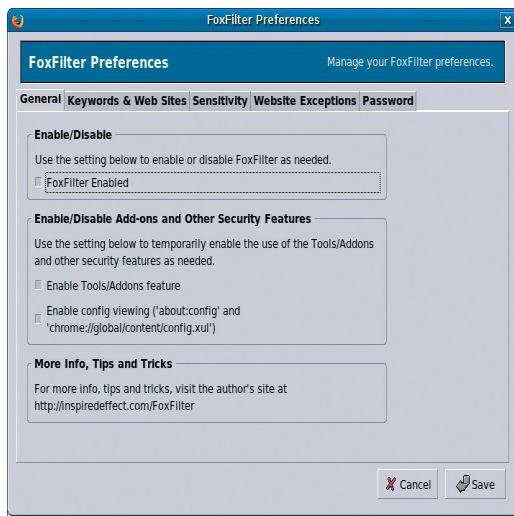 FoxFilter Preferences
X
FoxFilter Preferences
Manage your FoxFilter preferences.
General Keywords & Web Sites Sensitivity Website Exceptions Password
Enable/Disable
Use the setting below to enable or disable FoxFilter as needed.
FoxFilter Enabled
Enable/Disable Add-ons and Other Security Features
Use the setting below to temporarily enable the use of the Tools/Addons
and other security features as needed.
Enable Tools/Addons feature
Enable config viewing ('about:config' and
'chrome://global/content/config.xul')
More Info, Tips and Tricks
For more info, tips and tricks, visit the author's site at
http://inspiredeffect.com/FoxFilter
Cancel Save